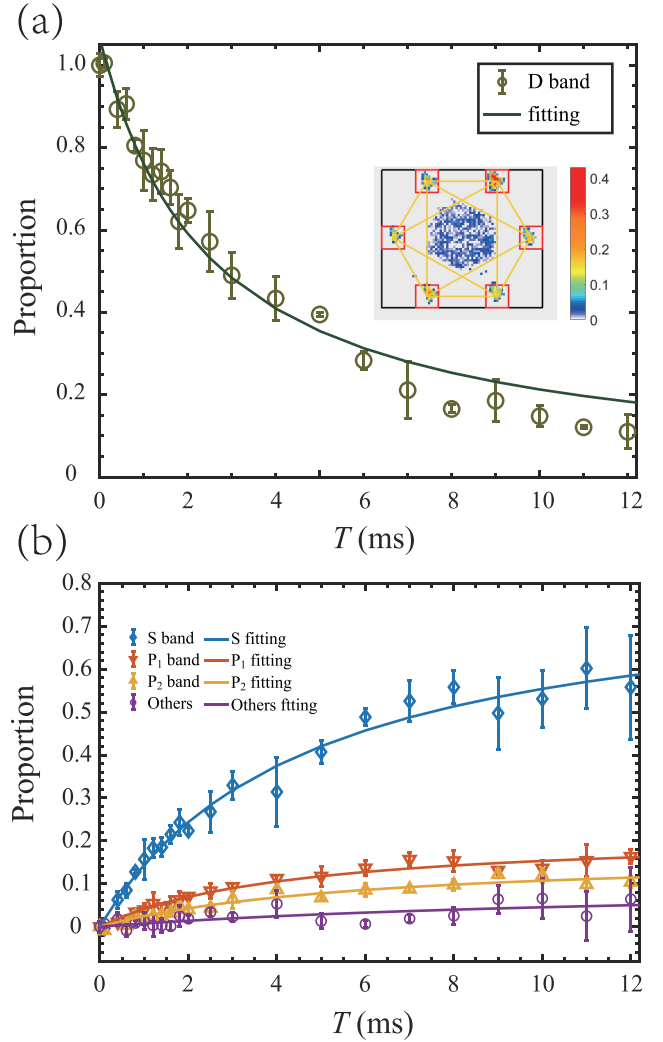 (a)
1.0
0.8
0.6
0.4
0.2
0
Proportion
D band
fitting
0.4
0.3
0.2
0.1
0
0 2 4 6 8 10 12
T (ms)
(b)
0.8
0.7
0.6
0.5
0.4
0.3
0.2
0.1
0
Proportion
S band S fitting
P₁ band P₁ fitting
P₂ band P₂ fitting
Others Others ftting
0 2 4 6 8 10 12
T (ms)